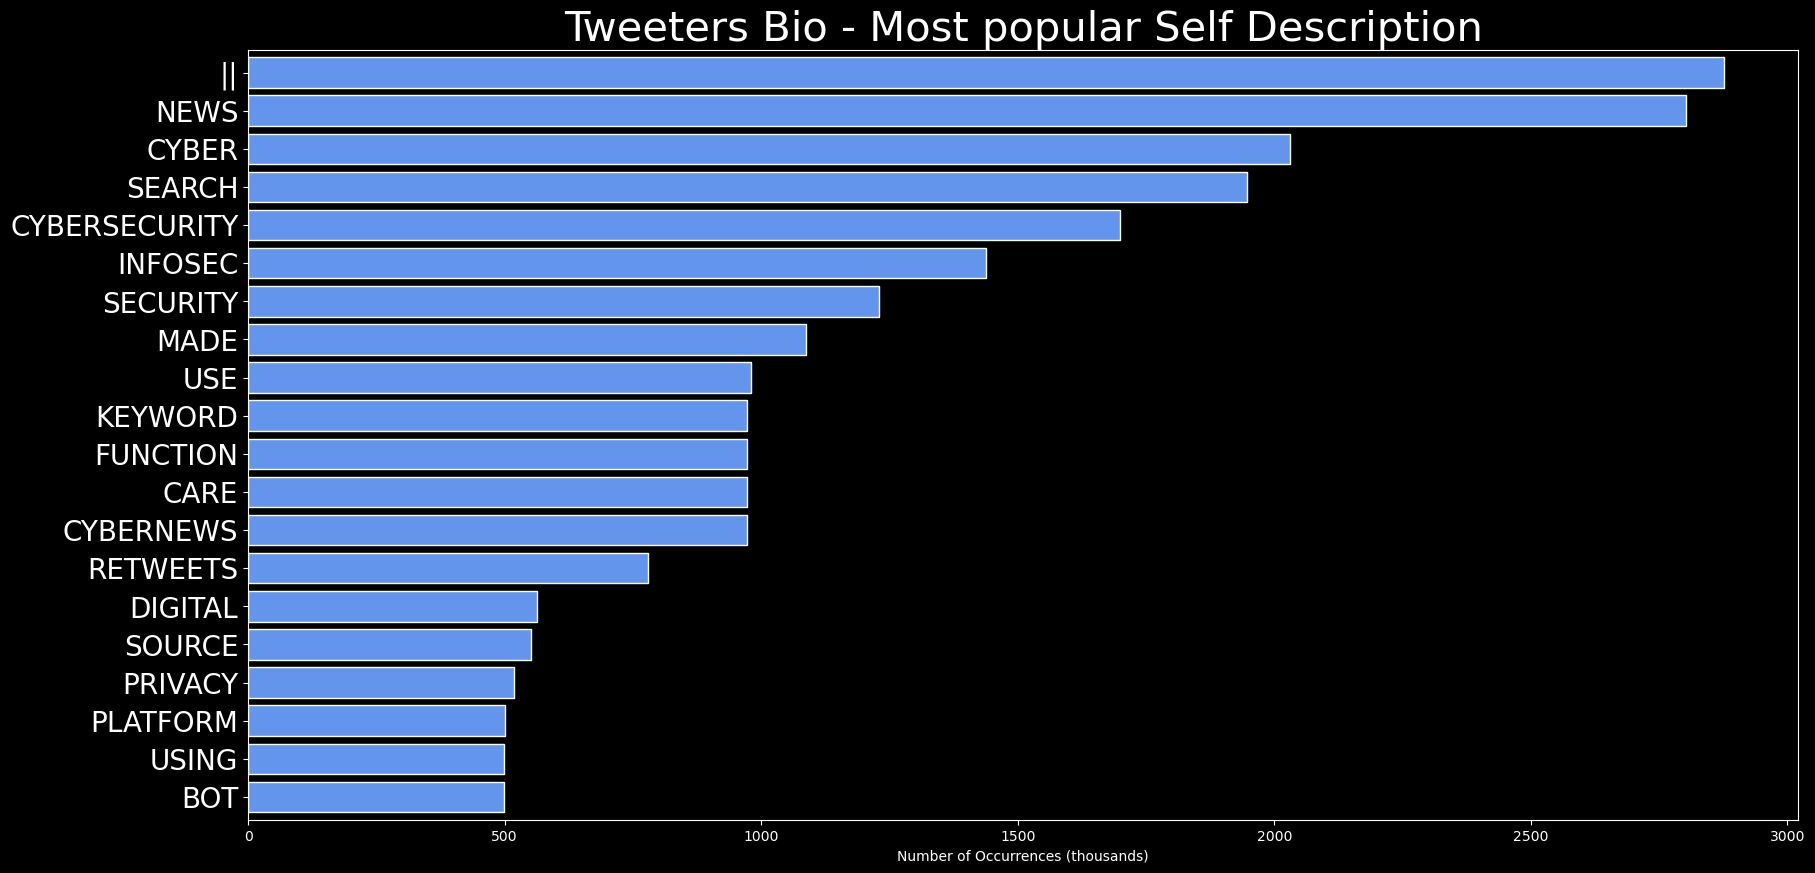 Tweeters Bio - Most popular Self Description
||
NEWS
CYBER
SEARCH
CYBERSECURITY
INFOSEC
SECURITY
MADE
USE
KEYWORD
FUNCTION
CARE
CYBERNEWS
RETWEETS
DIGITAL
SOURCE
PRIVACY
PLATFORM
USING
BOT
0 500 1000 1500 2000 2500 3000
Number of Occurrences (thousands)